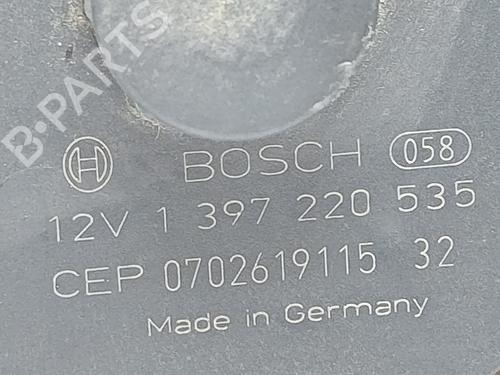 B-PARTS
BOSCH 058
12V 1 397 220 535
CEP 0702619115 32
Made in Germany